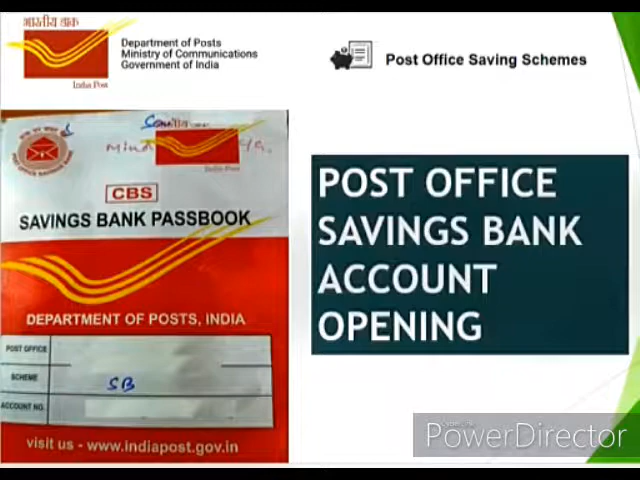 भारतीय डाक
India Post
Department of Posts
Ministry of Communications
Government of India
Post Office Saving Schemes
India Post
CBS
SAVINGS BANK PASSBOOK
DEPARTMENT OF POSTS, INDIA
POST OFFICE
SCHEME
SB
ACCOUNT NO.
visit us - www.indiapost.gov.in
POST OFFICE
SAVINGS BANK
ACCOUNT
OPENING
PowerDirector